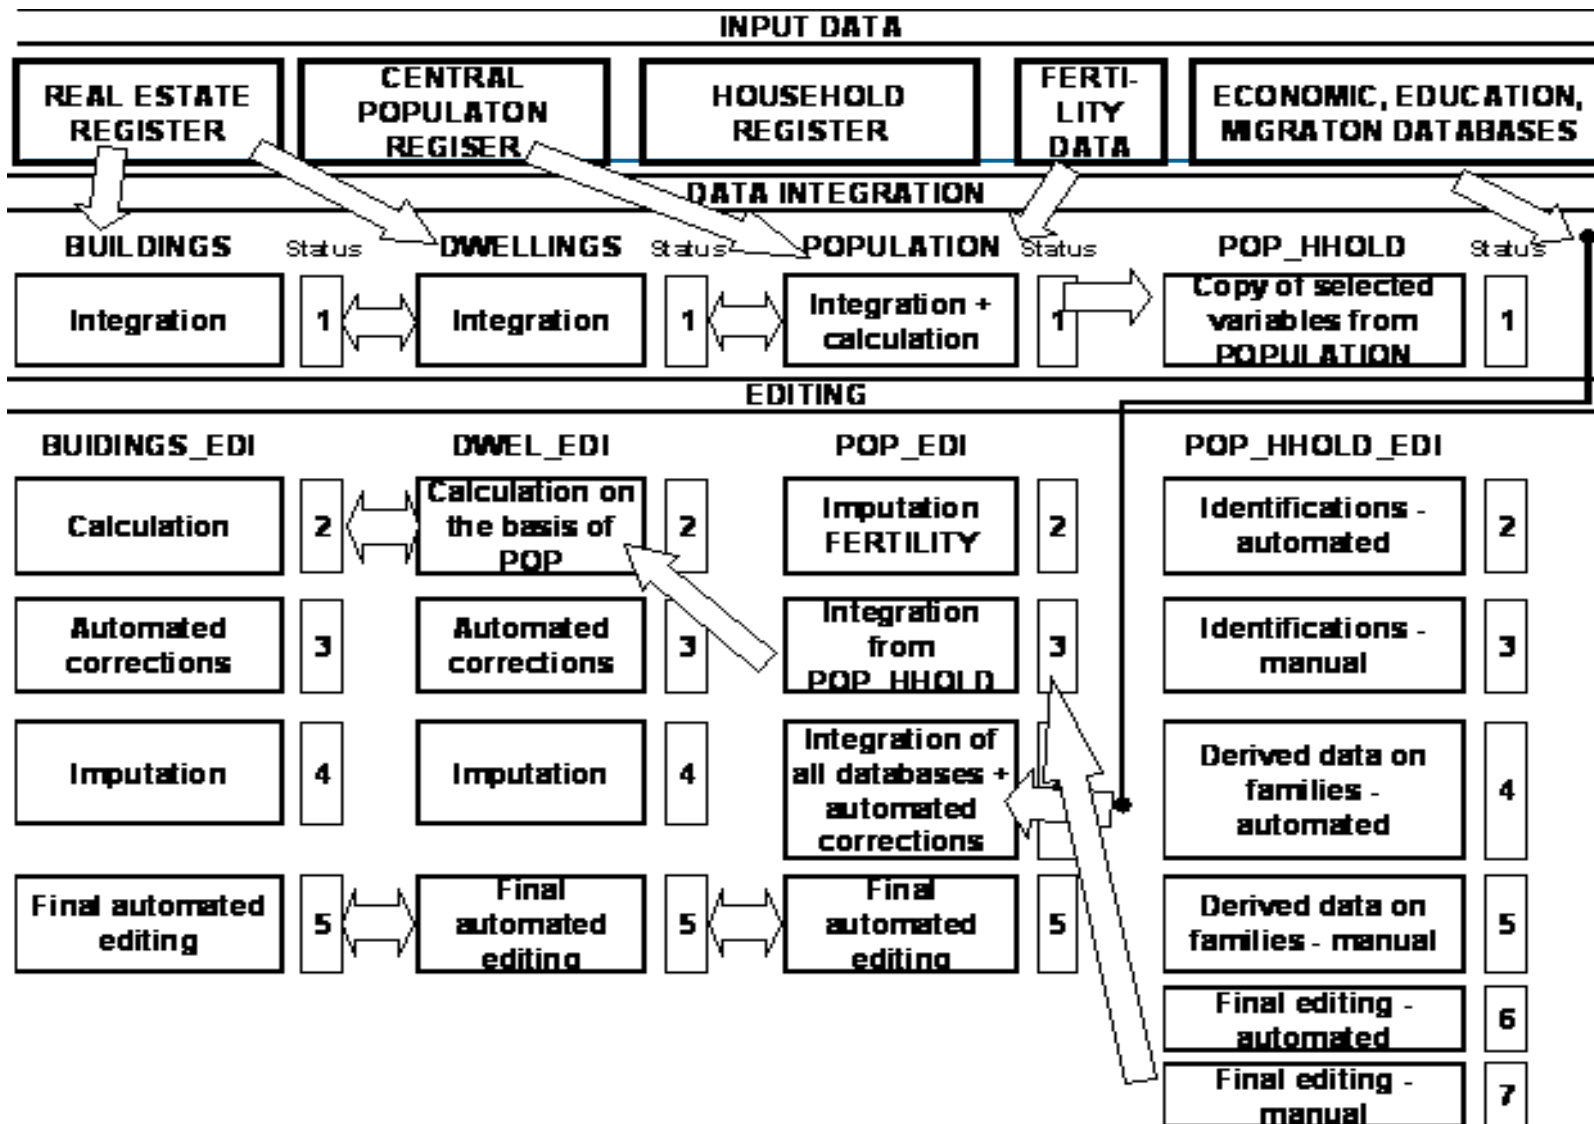 INPUT DATA
REAL ESTATE
REGISTER
CENTRAL
POPULATON
REGISER
HOUSEHOLD
REGISTER
FERTI-
LITY
DATA
ECONOMIC, EDUCATION,
MIGRATON DATABASES
DATA INTEGRATION
BUILDINGS
Status
DWELLINGS
Status
POPULATION
Status
POP_HHOLD
Status
Integration
1
Integration
1
Integration +
calculation
1
Copy of selected
variables from
POPULATION
1
EDITING
BUIDINGS_EDI
DWEL_EDI
POP_EDI
POP_HHOLD_EDI
Calculation
2
Calculation on
the basis of
POP
2
Imputation
FERTILITY
2
Identifications -
automated
2
Automated
corrections
3
Automated
corrections
3
Integration
from
POP_HHOLD
3
Identifications -
manual
3
Imputation
4
Imputation
4
Integration of
all databases +
automated
corrections
Derived data on
families -
automated
4
Final automated
editing
5
Final
automated
editing
5
Final
automated
editing
5
Derived data on
families - manual
5
Final editing -
automated
6
Final editing -
manual
7